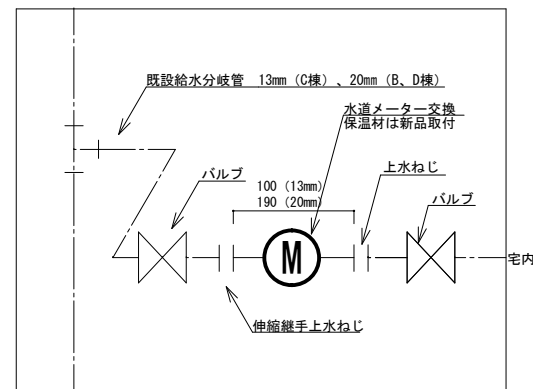 既設給水分岐管 13mm（C棟）、20mm（B、D棟）
水道メーター交換
保温材は新品取付
バルブ
100（13mm）
190（20mm）
上水ねじ
バルブ
M
宅内
伸縮継手上水ねじ